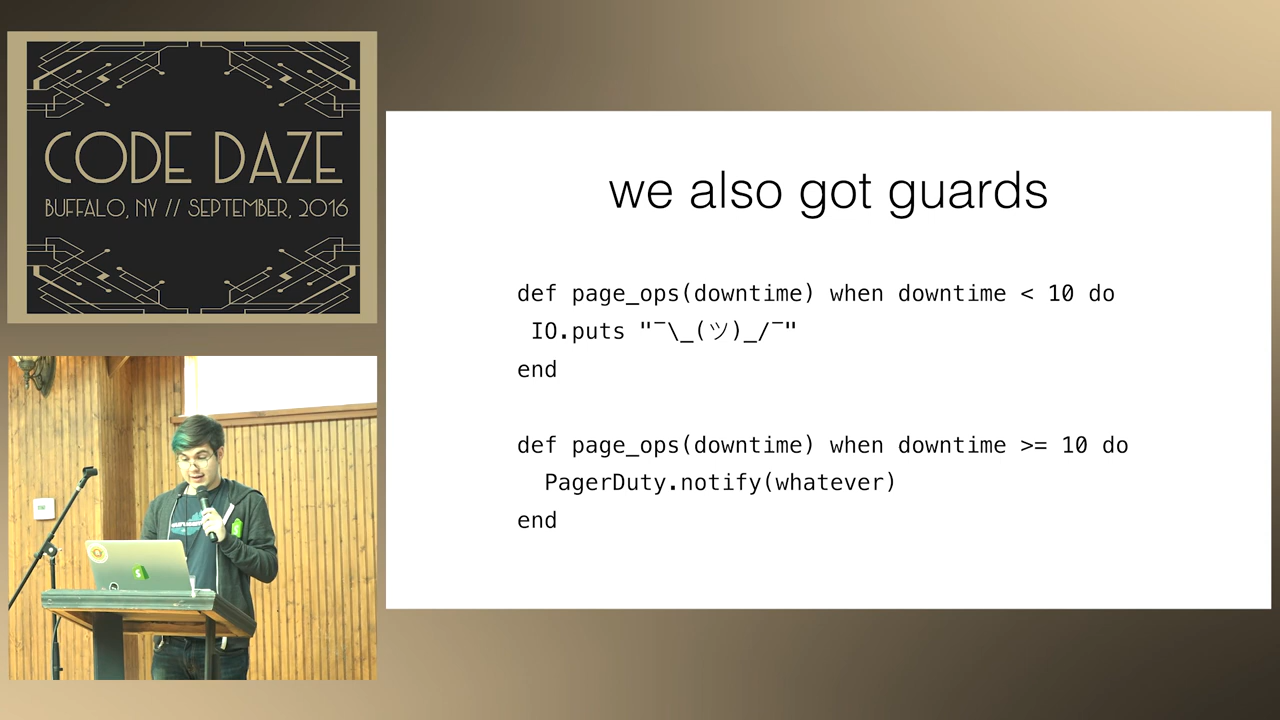 CODE DAZE
BUFFALO, NY // SEPTEMBER, 2016
we also got guards
def page_ops(downtime) when downtime < 10 do
IO.puts "¯\_(ツ)_/¯"
end
def page_ops(downtime) when downtime >= 10 do
PagerDuty.notify(whatever)
end